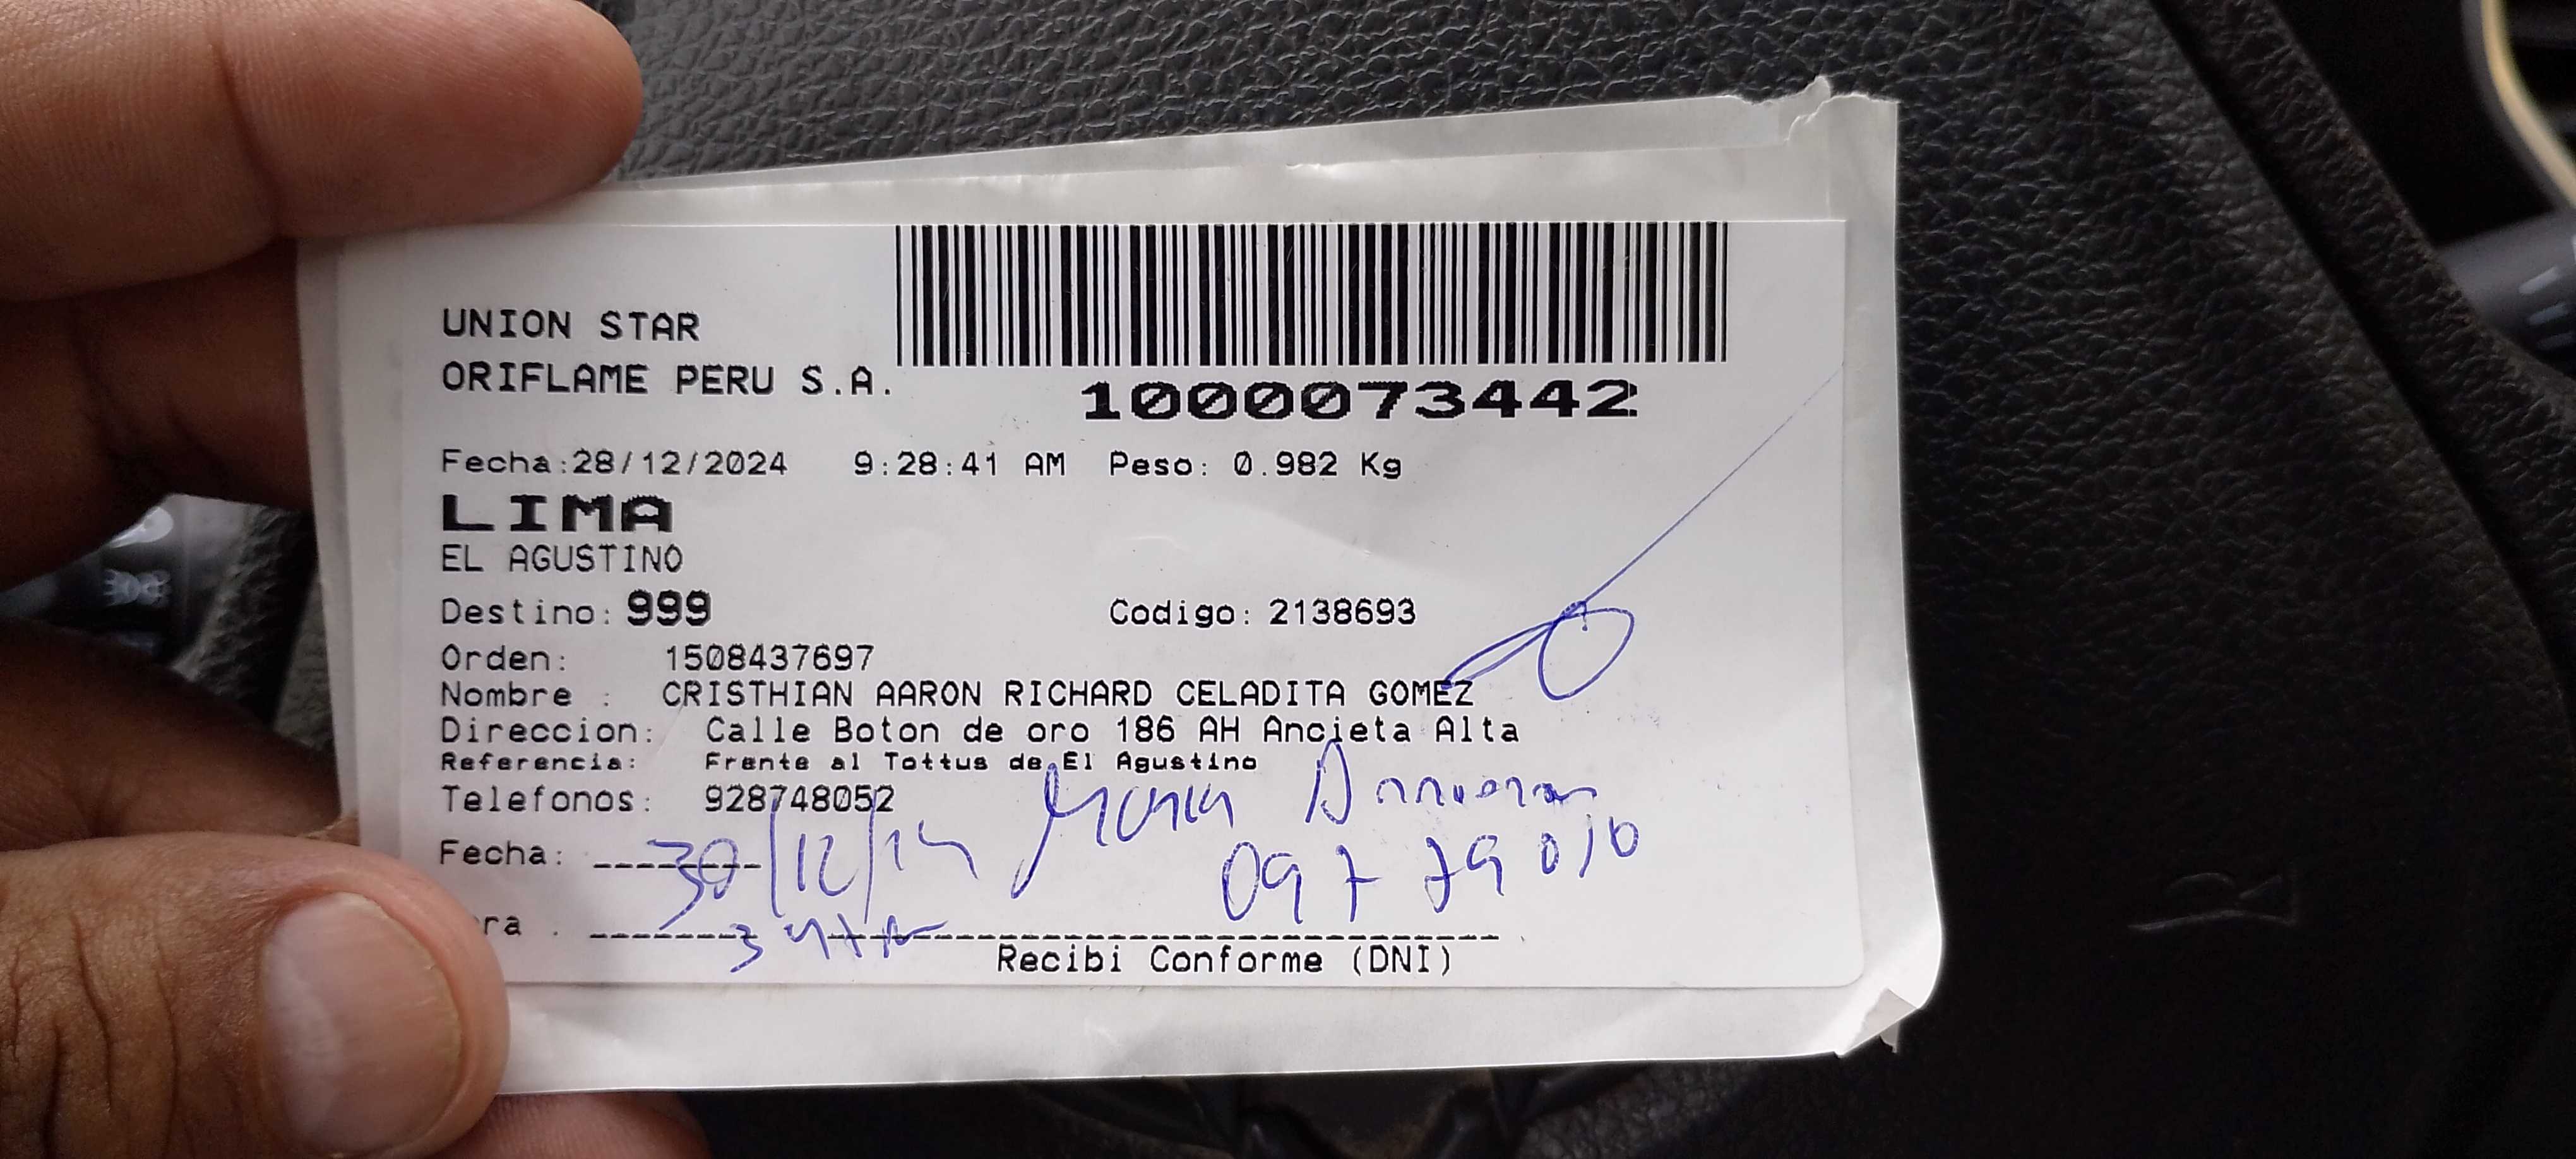 UNION STAR
ORIFLAME PERU S.A.
1000073442
Fecha:28/12/2024 9:28:41 AM Peso: 0.982 Kg
LIMA
EL AGUSTINO
Destino: 999 Codigo: 2138693
Orden: 1508437697
Nombre : CRISTHIAN AARON RICHARD CELADITA GOMEZ
Direccion: Calle Boton de oro 186 AH Ancieta Alta
Referencia: Frente al Tottus de El Agustino
Telefonos: 928748052
Fecha: 30/12/24
ra .
Recibi Conforme (DNI)